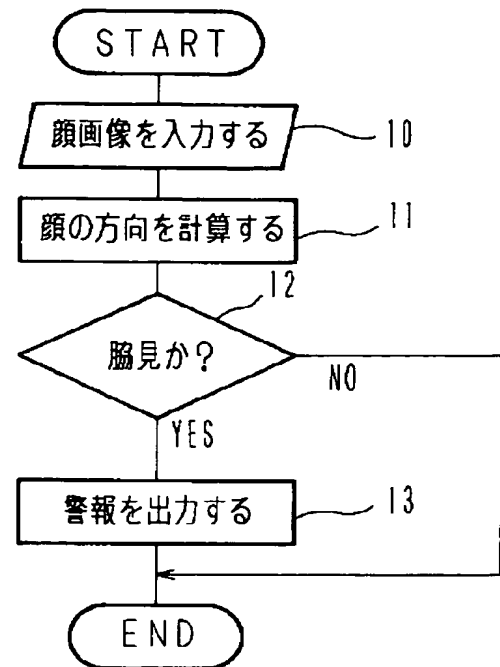 START
顔画像を入力する
10
顔の方向を計算する
11
12
脇見か?
NO
YES
警報を出力する
13
END